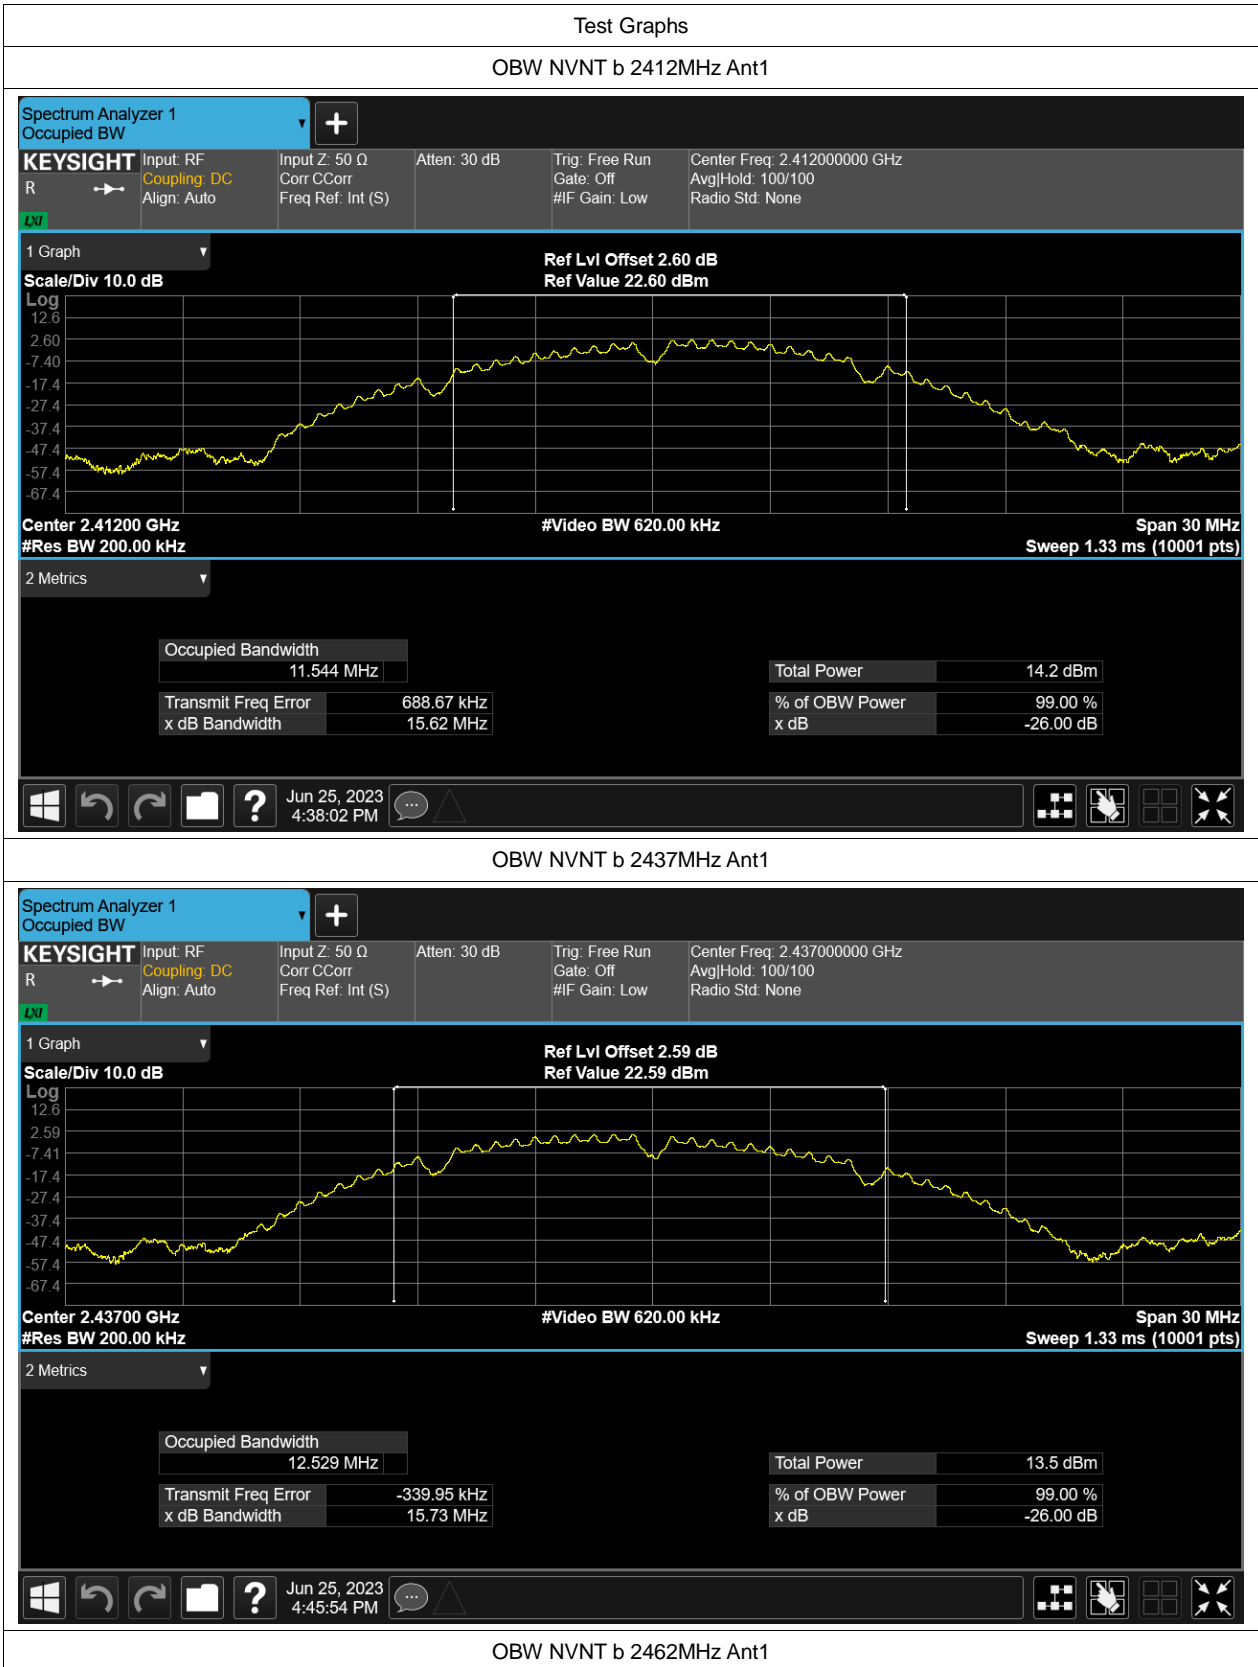 Test Graphs
OBW NVNT b 2412MHz Ant1
Spectrum Analyzer 1
Occupied BW
KEYSIGHT Input: RF Input Z: 50 Ω Atten: 30 dB Trig: Free Run Center Freq: 2.412000000 GHz
R Coupling: DC Corr CCorr Gate: Off Avg|Hold: 100/100
Align: Auto Freq Ref: Int (S) #IF Gain: Low Radio Std: None
LXI
1 Graph
Ref Lvl Offset 2.60 dB
Scale/Div 10.0 dB Ref Value 22.60 dBm
Log
12.6
2.60
-7.40
-17.4
-27.4
-37.4
-47.4
-57.4
-67.4
Center 2.41200 GHz #Video BW 620.00 kHz Span 30 MHz
#Res BW 200.00 kHz Sweep 1.33 ms (10001 pts)
2 Metrics
Occupied Bandwidth
11.544 MHz Total Power 14.2 dBm
Transmit Freq Error 688.67 kHz % of OBW Power 99.00 %
x dB Bandwidth 15.62 MHz x dB -26.00 dB
? Jun 25, 2023
4:38:02 PM
OBW NVNT b 2437MHz Ant1
Spectrum Analyzer 1
Occupied BW
KEYSIGHT Input: RF Input Z: 50 Ω Atten: 30 dB Trig: Free Run Center Freq: 2.437000000 GHz
R Coupling: DC Corr CCorr Gate: Off Avg|Hold: 100/100
Align: Auto Freq Ref: Int (S) #IF Gain: Low Radio Std: None
LXI
1 Graph
Ref Lvl Offset 2.59 dB
Scale/Div 10.0 dB Ref Value 22.59 dBm
Log
12.6
2.59
-7.41
-17.4
-27.4
-37.4
-47.4
-57.4
-67.4
Center 2.43700 GHz #Video BW 620.00 kHz Span 30 MHz
#Res BW 200.00 kHz Sweep 1.33 ms (10001 pts)
2 Metrics
Occupied Bandwidth
12.529 MHz Total Power 13.5 dBm
Transmit Freq Error -339.95 kHz % of OBW Power 99.00 %
x dB Bandwidth 15.73 MHz x dB -26.00 dB
? Jun 25, 2023
4:45:54 PM
OBW NVNT b 2462MHz Ant1